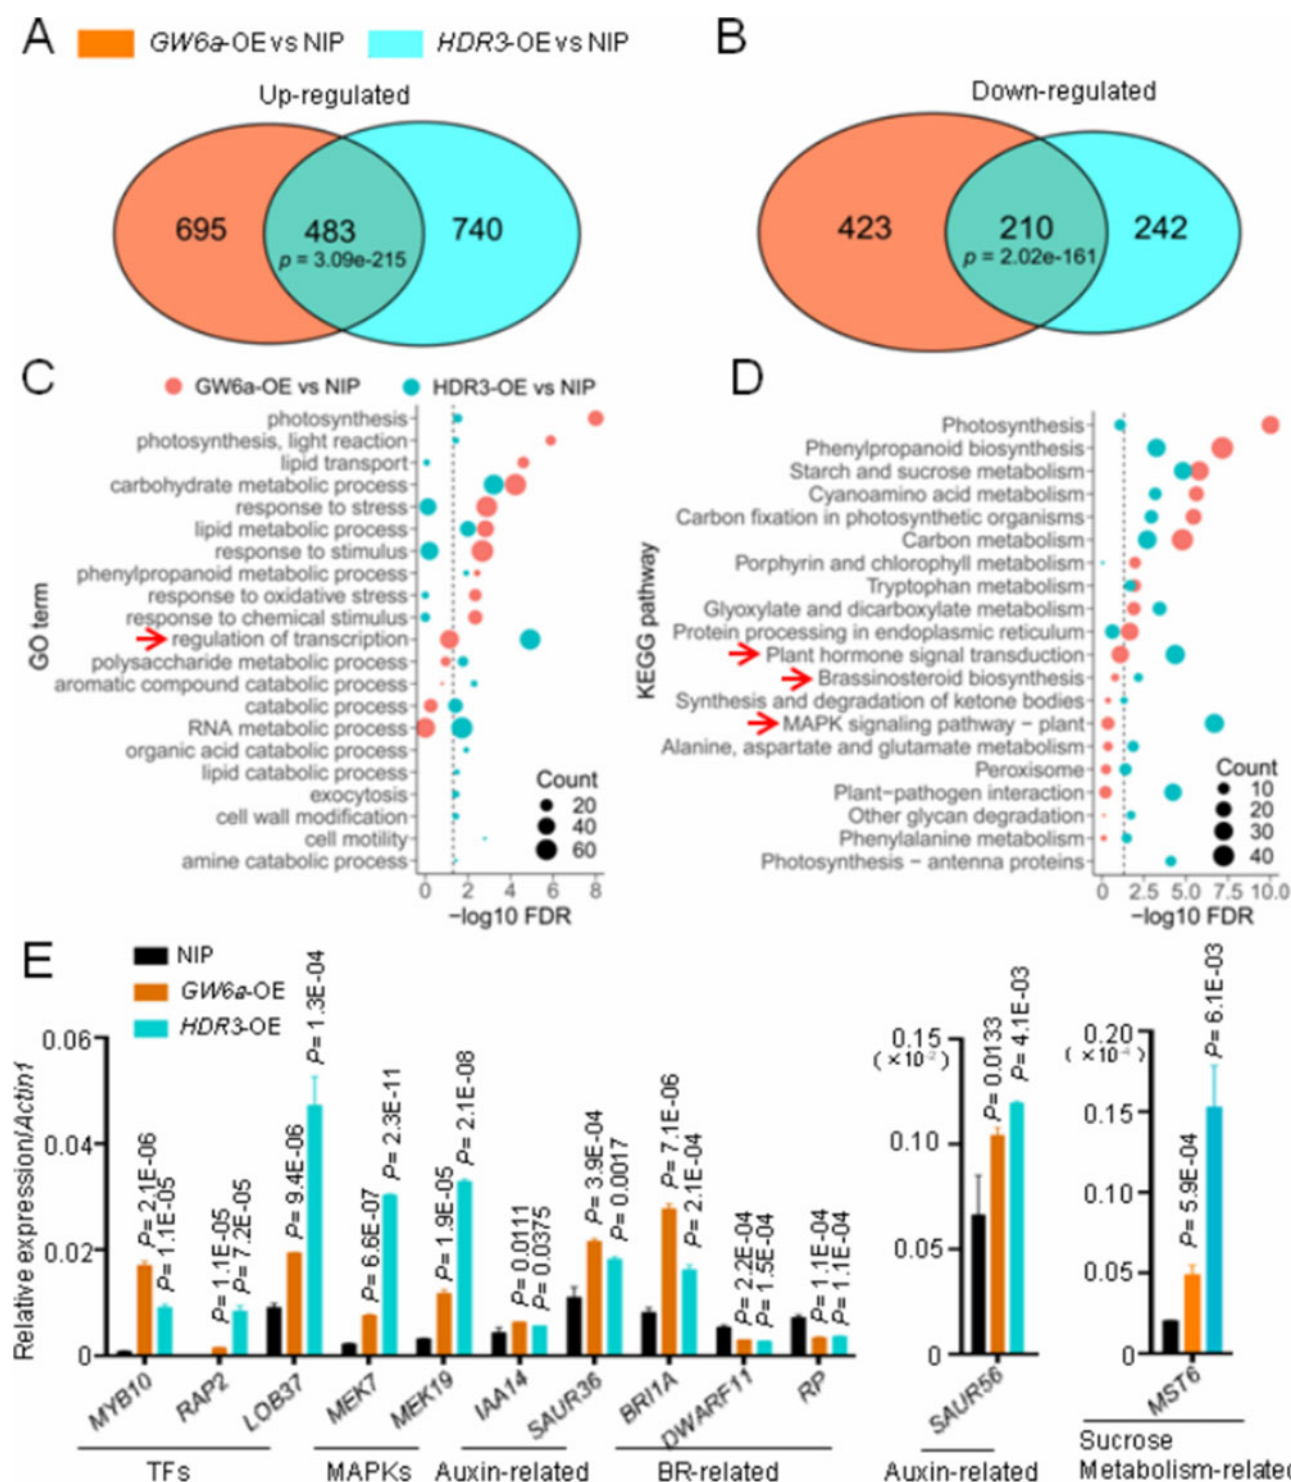 A
GW6a-OE vs NIP
HDR3-OE vs NIP
B
Up-regulated
Down-regulated
695
483
740
p = 3.09e-215
423
210
242
p = 2.02e-161
C
GW6a-OE vs NIP
HDR3-OE vs NIP
D
GO term
photosynthesis
photosynthesis, light reaction
lipid transport
carbohydrate metabolic process
response to stress
lipid metabolic process
response to stimulus
phenylpropanoid metabolic process
response to oxidative stress
response to chemical stimulus
regulation of transcription
polysaccharide metabolic process
aromatic compound catabolic process
catabolic process
RNA metabolic process
organic acid catabolic process
lipid catabolic process
exocytosis
cell wall modification
cell motility
amine catabolic process
Count
20
40
60
0 2 4 6 8
−log10 FDR
KEGG pathway
Photosynthesis
Phenylpropanoid biosynthesis
Starch and sucrose metabolism
Cyanoamino acid metabolism
Carbon fixation in photosynthetic organisms
Carbon metabolism
Porphyrin and chlorophyll metabolism
Tryptophan metabolism
Glyoxylate and dicarboxylate metabolism
Protein processing in endoplasmic reticulum
Plant hormone signal transduction
Brassinosteroid biosynthesis
Synthesis and degradation of ketone bodies
MAPK signaling pathway − plant
Alanine, aspartate and glutamate metabolism
Peroxisome
Plant−pathogen interaction
Other glycan degradation
Phenylalanine metabolism
Photosynthesis − antenna proteins
Count
10
20
30
40
0 2.5 5.0 7.5 10.0
−log10 FDR
E
NIP
GW6a-OE
HDR3-OE
Relative expression/Actin1
0.06
0.04
0.02
0
P= 2.1E-06
P= 1.1E-05
P= 1.1E-05
P= 7.2E-05
P= 9.4E-06
P= 1.3E-04
P= 6.6E-07
P= 2.3E-11
P= 1.9E-05
P= 2.1E-08
P= 0.0111
P= 0.0375
P= 3.9E-04
P= 0.0017
P= 7.1E-06
P= 2.1E-04
P= 2.2E-04
P= 1.5E-04
P= 1.1E-04
P= 1.1E-04
MYB10
RAP2
LOB37
MEK7
MEK19
IAA14
SAUR36
BRI1A
DWARF11
RP
TFs
MAPKs
Auxin-related
BR-related
0.15
(×10-2)
0.10
0.05
0
P= 0.0133
P= 4.1E-03
SAUR56
Auxin-related
0.20
0.15
0.10
0.05
0
P= 5.9E-04
P= 6.1E-03
MST6
Sucrose
Metabolism-related